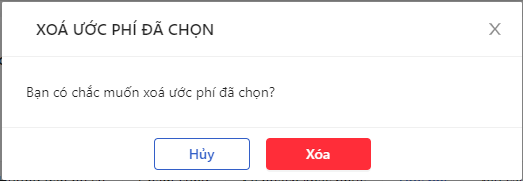 XOÁ ƯỚC PHÍ ĐÃ CHỌN
Bạn có chắc muốn xoá ước phí đã chọn?
Hủy
Xóa